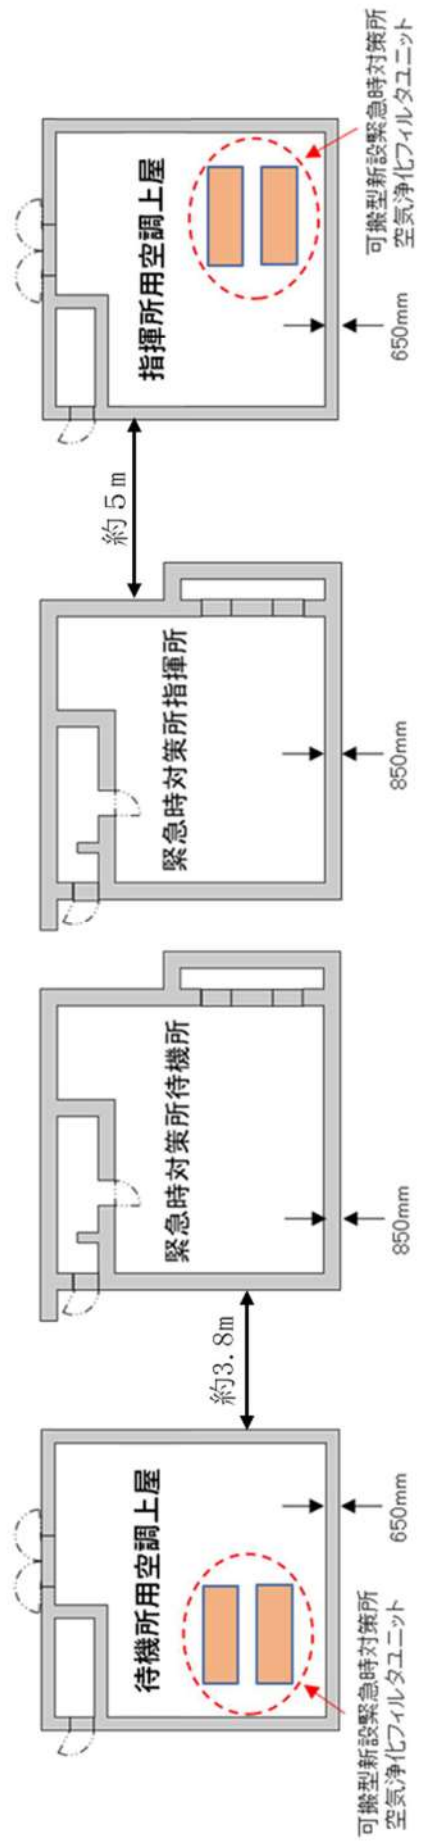 待機所用空調上屋
可搬型新設緊急時対策所
空気浄化フィルタユニット
650mm
約3.8m
緊急時対策所待機所
850mm
緊急時対策所指揮所
850mm
約5m
指揮所用空調上屋
650mm
可搬型新設緊急時対策所
空気浄化フィルタユニット